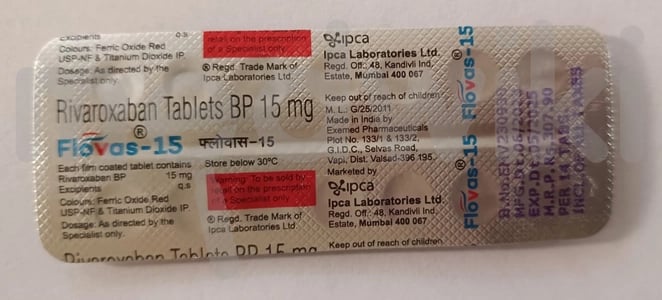 Excipients q.s
Colours: Ferric Oxide Red
USP-NF & Titanium Dioxide IP.
Dosage: As directed by the
Specialist only.
retail on the prescription
of a Specialist only.
® Regd. Trade Mark of
Ipca Laboratories Ltd.
Rivaroxaban Tablets BP 15 mg
Flovas-15® फ्लोवास-15
Each film coated tablet contains
Rivaroxaban BP 15 mg
Excipients q.s
Colours: Ferric Oxide Red
USP-NF & Titanium Dioxide IP.
Dosage: As directed by the
Specialist only.
Store below 30°C
Warning: To be sold by
retail on the prescription
of a Specialist only.
® Regd. Trade Mark of
Ipca Laboratories Ltd.
Rivaroxaban Tablets BP 15 mg
ipca
Ipca Laboratories Ltd.
Regd. Off.: 48, Kandivli Ind.
Estate, Mumbai 400 067
Keep out of reach of children.
M. L.: G/25/2011
Made in India by
Exemed Pharmaceuticals
Plot No. 133/1 & 133/2,
G.I.D.C., Selvas Road,
Vapi, Dist. Valsad-396 195.
Marketed by
ipca
Ipca Laboratories Ltd.
Regd. Off.: 48, Kandivli Ind.
Estate, Mumbai 400 067
Keep out of reach of children
Flovas-15®
Flovas-15®
PER 14 TABS